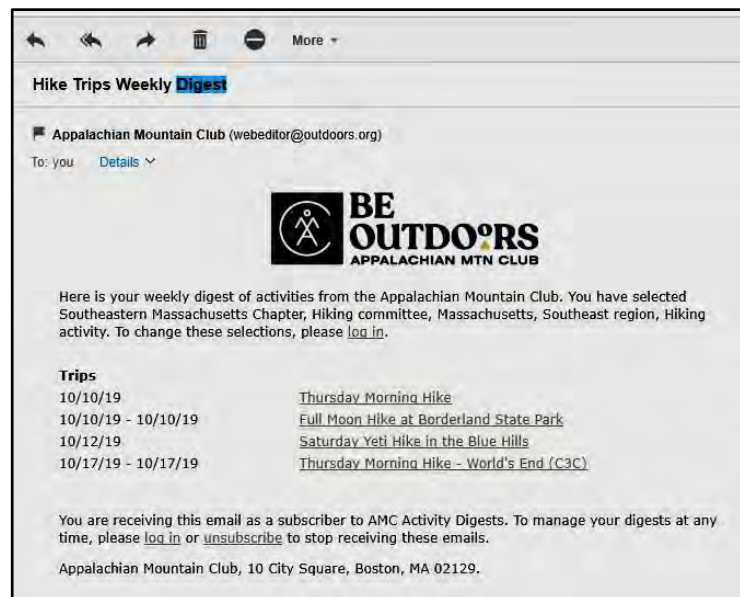 More
Hike Trips Weekly Digest
Appalachian Mountain Club (webeditor@outdoors.org)
To: you Details
BE
OUTDOORS
APPALACHIAN MTN CLUB
Here is your weekly digest of activities from the Appalachian Mountain Club. You have selected
Southeastern Massachusetts Chapter, Hiking committee, Massachusetts, Southeast region, Hiking
activity. To change these selections, please log in.
Trips
10/10/19 Thursday Morning Hike
10/10/19 - 10/10/19 Full Moon Hike at Borderland State Park
10/12/19 Saturday Yeti Hike in the Blue Hills
10/17/19 - 10/17/19 Thursday Morning Hike - World's End (C3C)
You are receiving this email as a subscriber to AMC Activity Digests. To manage your digests at any
time, please log in or unsubscribe to stop receiving these emails.
Appalachian Mountain Club, 10 City Square, Boston, MA 02129.